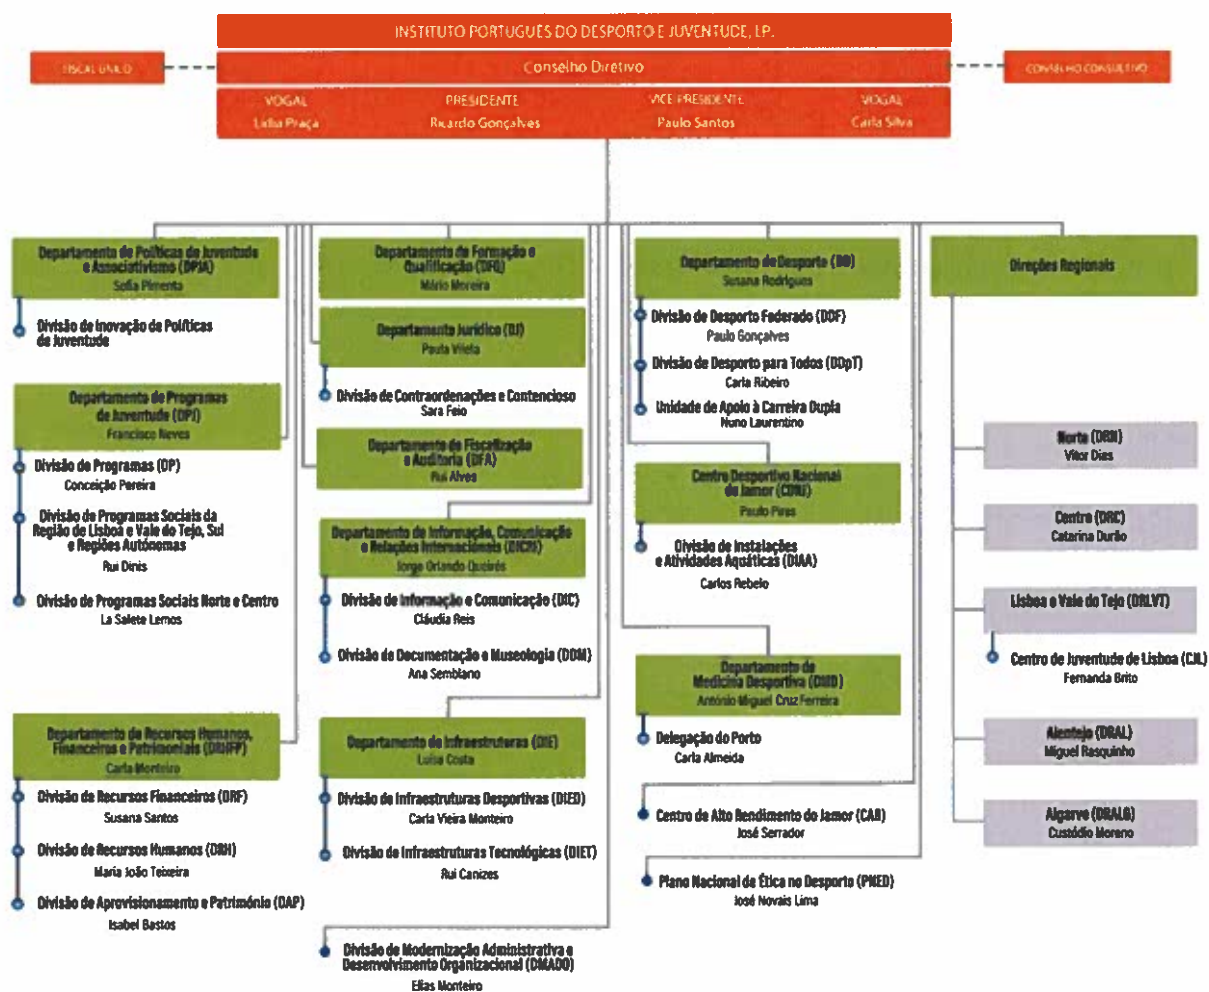 INSTITUTO PORTUGUÊS DO DESPORTO E JUVENTUDE, I.P.
FISCAL ÚNICO
Conselho Diretivo
CONSELHO CONSULTIVO
VOGAL
Lídia Praça
PRESIDENTE
Ricardo Gonçalves
VICE PRESIDENTE
Paulo Santos
VOGAL
Carla Silva
Departamento de Políticas de Juventude
e Associativismo (DPJA)
Sofia Pimenta
Divisão de Inovação de Políticas
de Juventude
Departamento de Programas
de Juventude (DPJ)
Francisco Neves
Divisão de Programas (DP)
Conceição Pereira
Divisão de Programas Sociais da
Região de Lisboa e Vale do Tejo, Sul
e Regiões Autónomas
Rui Dinis
Divisão de Programas Sociais Norte e Centro
La Salete Lemos
Departamento de Recursos Humanos,
Financeiros e Patrimoniais (DRHFP)
Carla Monteiro
Divisão de Recursos Financeiros (DRF)
Susana Santos
Divisão de Recursos Humanos (DRH)
Maria João Teixeira
Divisão de Aprovisionamento e Património (DAP)
Isabel Bastos
Departamento de Formação e
Qualificação (DFQ)
Mário Moreira
Departamento Jurídico (DJ)
Paula Vilela
Divisão de Contraordenações e Contencioso
Sara Feio
Departamento de Fiscalização
e Auditoria (DFA)
Rui Alves
Departamento de Informação, Comunicação
e Relações Internacionais (DICRI)
Jorge Orlando Queirós
Divisão de Informação e Comunicação (DIC)
Cláudia Reis
Divisão de Documentação e Museologia (DDM)
Ana Semblano
Departamento de Infraestruturas (DIE)
Luísa Costa
Divisão de Infraestruturas Desportivas (DIED)
Carla Vieira Monteiro
Divisão de Infraestruturas Tecnológicas (DIET)
Rui Canizes
Divisão de Modernização Administrativa e
Desenvolvimento Organizacional (DMADO)
Elias Monteiro
Departamento de Desporto (DD)
Susana Rodrigues
Divisão de Desporto Federado (DDF)
Paulo Gonçalves
Divisão de Desporto para Todos (DDpT)
Carla Ribeiro
Unidade de Apoio à Carreira Dupla
Nuno Laurentino
Centro Desportivo Nacional
do Jamor (CDNJ)
Paulo Pires
Divisão de Instalações
e Atividades Aquáticas (DIAA)
Carlos Rebelo
Departamento de
Medicina Desportiva (DMD)
António Miguel Cruz Ferreira
Delegação do Porto
Carla Almeida
Centro de Alto Rendimento do Jamor (CAR)
José Serrador
Plano Nacional de Ética no Desporto (PNED)
José Novais Lima
Direções Regionais
Norte (DRN)
Vítor Dias
Centro (DRC)
Catarina Durão
Lisboa e Vale do Tejo (DRLVT)
Centro de Juventude de Lisboa (CJL)
Fernanda Brito
Alentejo (DRAL)
Miguel Rasquinho
Algarve (DRALG)
Custódio Moreno